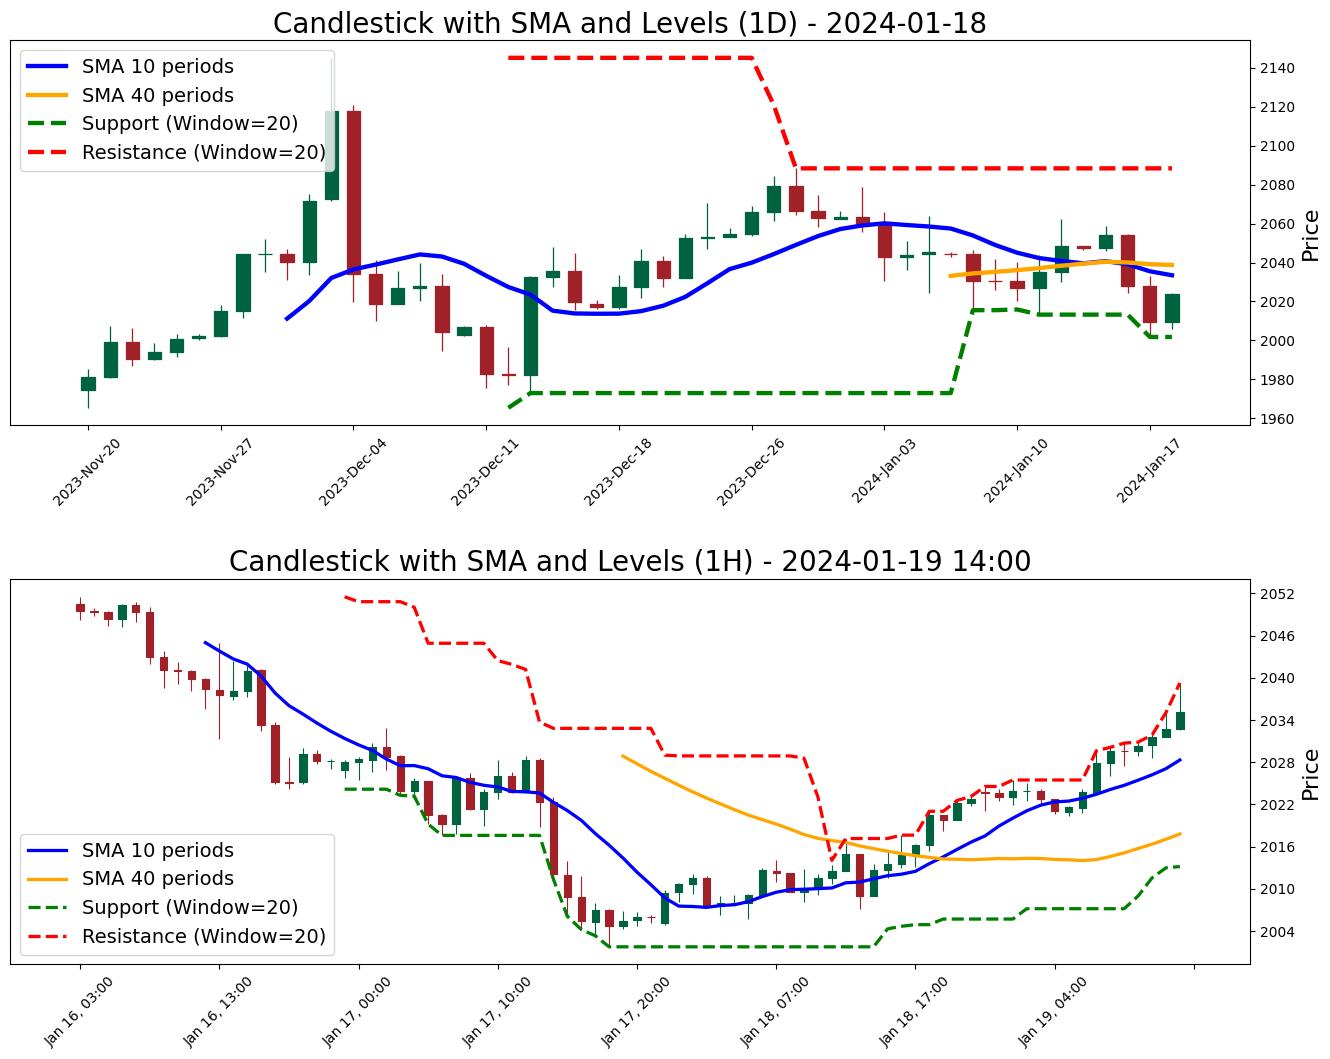 Candlestick with SMA and Levels (1D) - 2024-01-18
SMA 10 periods
SMA 40 periods
Support (Window=20)
Resistance (Window=20)
2140
2120
2100
2080
2060
2040
2020
2000
1980
1960
Price
2023-Nov-20
2023-Nov-27
2023-Dec-04
2023-Dec-11
2023-Dec-18
2023-Dec-26
2024-Jan-03
2024-Jan-10
2024-Jan-17
Candlestick with SMA and Levels (1H) - 2024-01-19 14:00
2052
2046
2040
2034
2028
2022
2016
2010
2004
Price
SMA 10 periods
SMA 40 periods
Support (Window=20)
Resistance (Window=20)
Jan 16, 03:00
Jan 16, 13:00
Jan 17, 00:00
Jan 17, 10:00
Jan 17, 20:00
Jan 18, 07:00
Jan 18, 17:00
Jan 19, 04:00